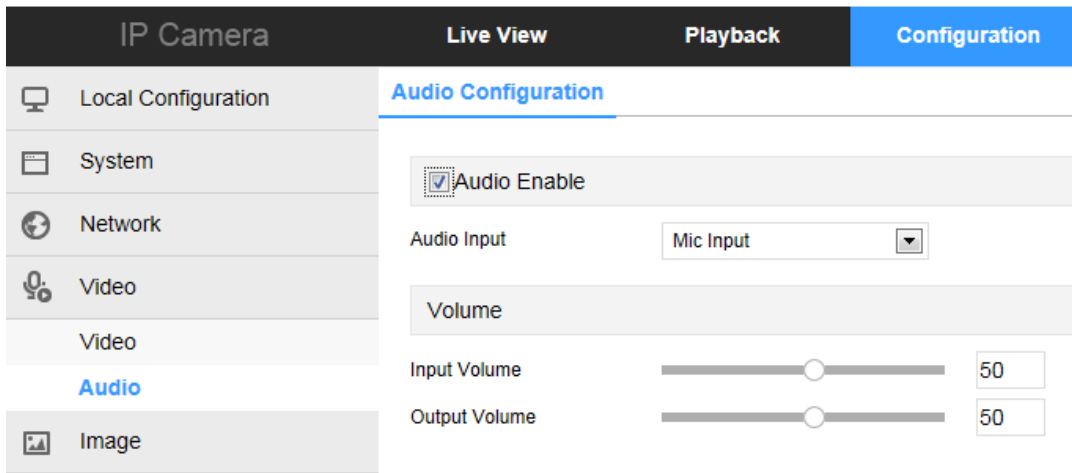 IP Camera Live View Playback Configuration
Local Configuration
System
Network
Video
Video
Audio
Image
Audio Configuration
Audio Enable
Audio Input Mic Input
Volume
Input Volume 50
Output Volume 50